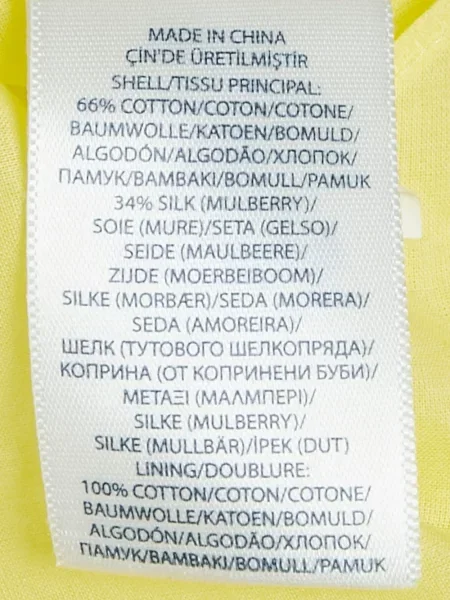 MADE IN CHINA
ÇİN'DE ÜRETİLMİŞTİR
SHELL/TISSU PRINCIPAL:
66% COTTON/COTON/COTONE/
BAUMWOLLE/KATOEN/BOMULD/
ALGODÓN/ALGODÃO/ХЛОПОК/
ПАМУК/BAMBAKI/BOMULL/PAMUK
34% SILK (MULBERRY)/
SOIE (MURE)/SETA (GELSO)/
SEIDE (MAULBEERE)/
ZIJDE (MOERBEIBOOM)/
SILKE (MORBÆR)/SEDA (MORERA)/
SEDA (AMOREIRA)/
ШЕЛК (ТУТОВОГО ШЕЛКОПРЯДА)/
КОПРИНА (ОТ КОПРИНЕНИ БУБИ)/
ΜΕΤΑΞΙ (ΜΑΛΜΠΕΡΙ)/
SILKE (MULBERRY)/
SILKE (MULLBÄR)/İPEK (DUT)
LINING/DOUBLURE:
100% COTTON/COTON/COTONE/
BAUMWOLLE/KATOEN/BOMULD/
ALGODÓN/ALGODÃO/ХЛОПОК/
ПАМУК/BAMBAKI/BOMULL/PAMUK